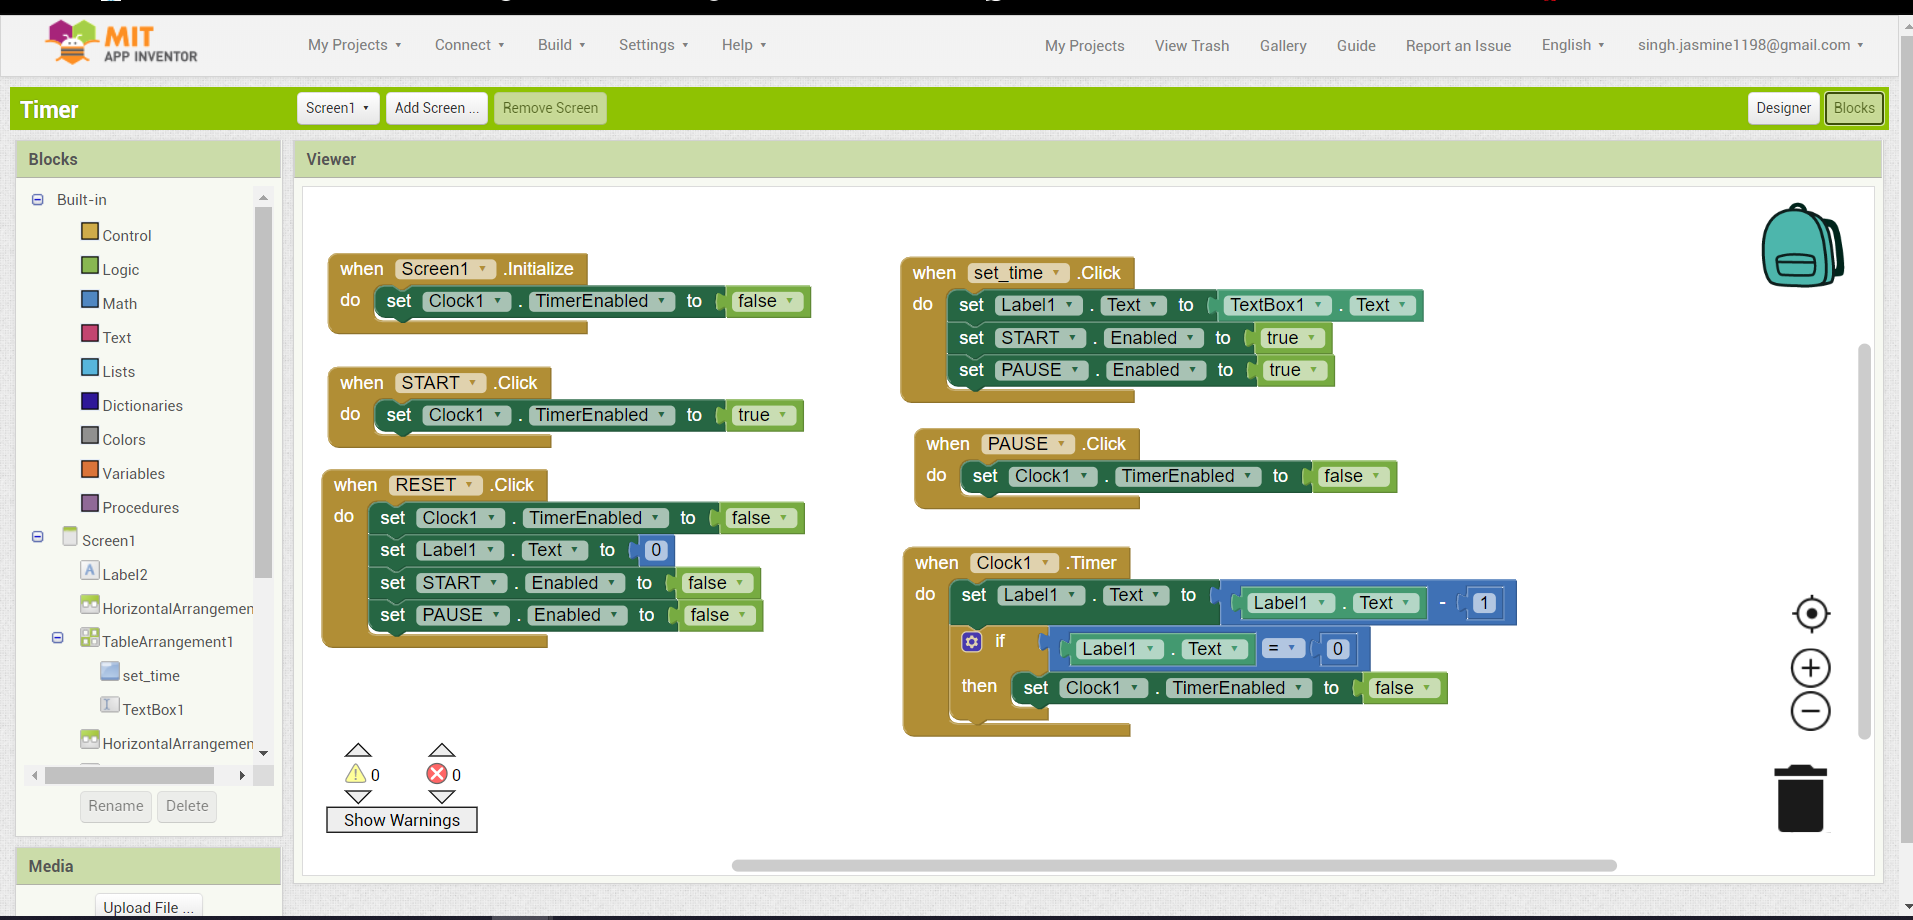 MIT
APP INVENTOR
My Projects Connect Build Settings Help My Projects View Trash Gallery Guide Report an Issue English singh.jasmine1198@gmail.com
Timer Screen1 Add Screen ... Remove Screen Designer Blocks
Blocks
Built-in
Control
Logic
Math
Text
Lists
Dictionaries
Colors
Variables
Procedures
Screen1
A Label2
HorizontalArrangemen
TableArrangement1
set_time
TextBox1
HorizontalArrangemen
Rename Delete
Media
Upload File ...
Viewer
when Screen1 .Initialize
do set Clock1 . TimerEnabled to false
when START .Click
do set Clock1 . TimerEnabled to true
when RESET .Click
do set Clock1 . TimerEnabled to false
set Label1 . Text to 0
set START . Enabled to false
set PAUSE . Enabled to false
when set_time .Click
do set Label1 . Text to TextBox1 . Text
set START . Enabled to true
set PAUSE . Enabled to true
when PAUSE .Click
do set Clock1 . TimerEnabled to false
when Clock1 .Timer
do set Label1 . Text to Label1 . Text - 1
if Label1 . Text = 0
then set Clock1 . TimerEnabled to false
0 0
Show Warnings